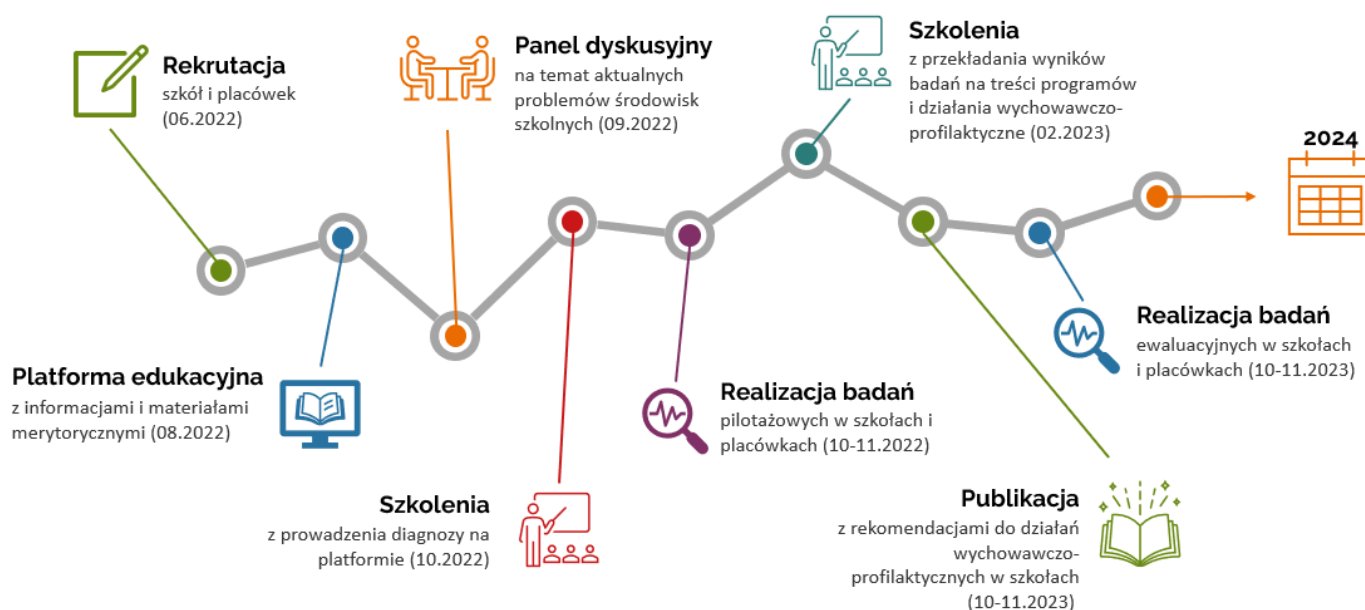 Rekrutacja
szkół i placówek
(06.2022)
Platforma edukacyjna
z informacjami i materiałami
merytorycznymi (08.2022)
Panel dyskusyjny
na temat aktualnych
problemów środowisk
szkolnych (09.2022)
Szkolenia
z prowadzenia diagnozy na
platformie (10.2022)
Realizacja badań
pilotażowych w szkołach i
placówkach (10-11.2022)
Szkolenia
z przekładania wyników
badań na treści programów
i działania wychowawczo-
profilaktyczne (02.2023)
Publikacja
z rekomendacjami do działań
wychowawczo-
profilaktycznych w szkołach
(10-11.2023)
Realizacja badań
ewaluacyjnych w szkołach
i placówkach (10-11.2023)
2024